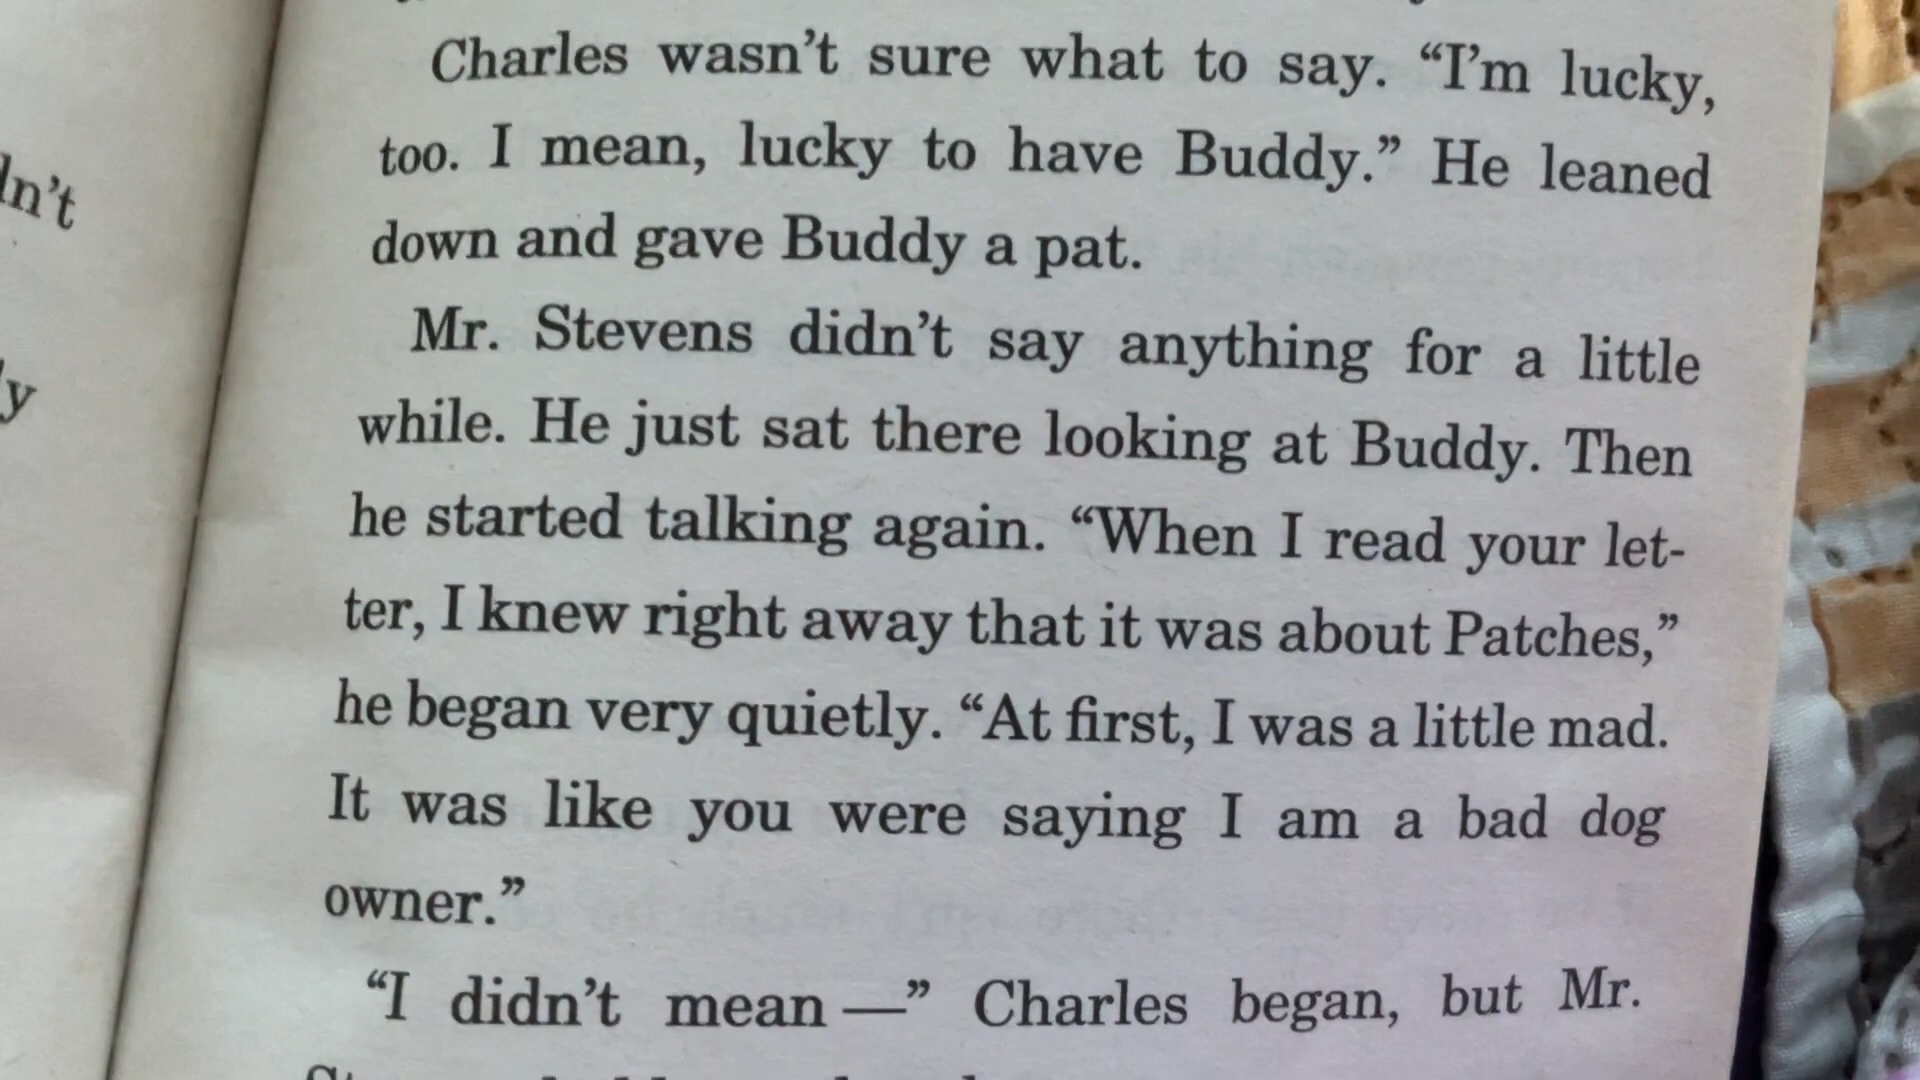 ln't
y
Charles wasn't sure what to say. “I'm lucky,
too. I mean, lucky to have Buddy.” He leaned
down and gave Buddy a pat.
Mr. Stevens didn't say anything for a little
while. He just sat there looking at Buddy. Then
he started talking again. “When I read your let-
ter, I knew right away that it was about Patches,”
he began very quietly. “At first, I was a little mad.
It was like you were saying I am a bad dog
owner.”
“I didn't mean —” Charles began, but Mr.